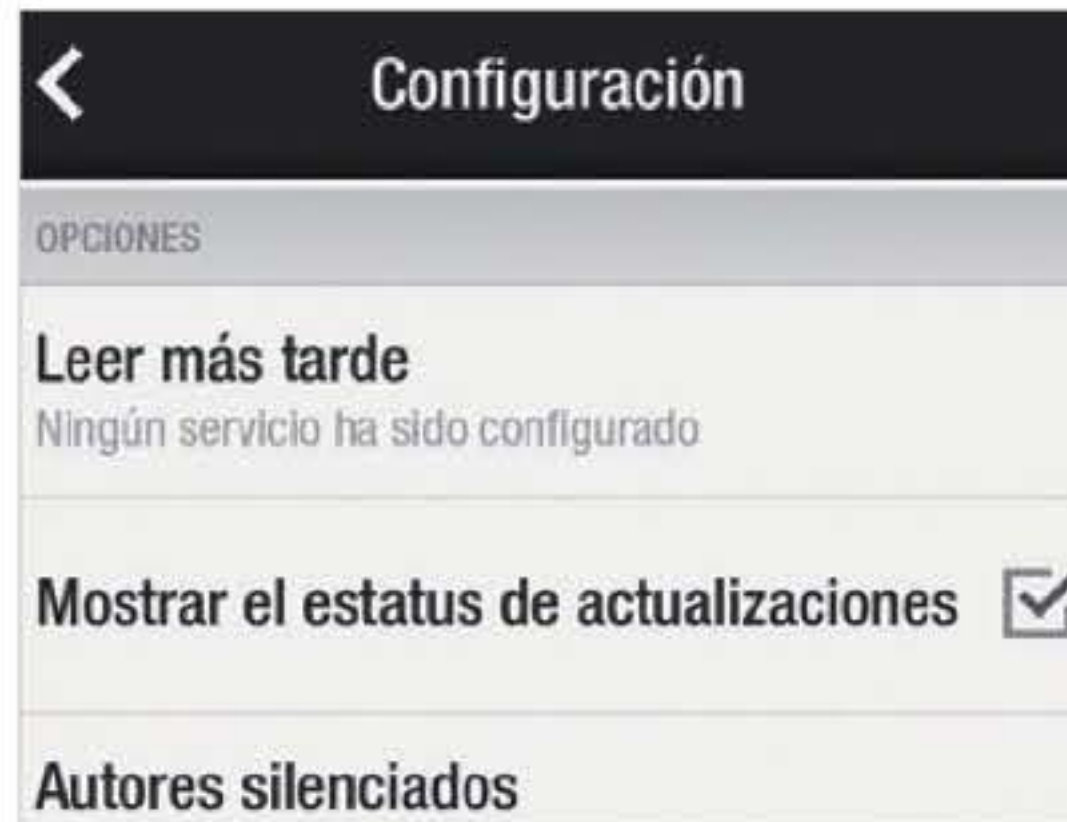 Configuración
OPCIONES
Leer más tarde
Ningún servicio ha sido configurado
Mostrar el estatus de actualizaciones
Autores silenciados